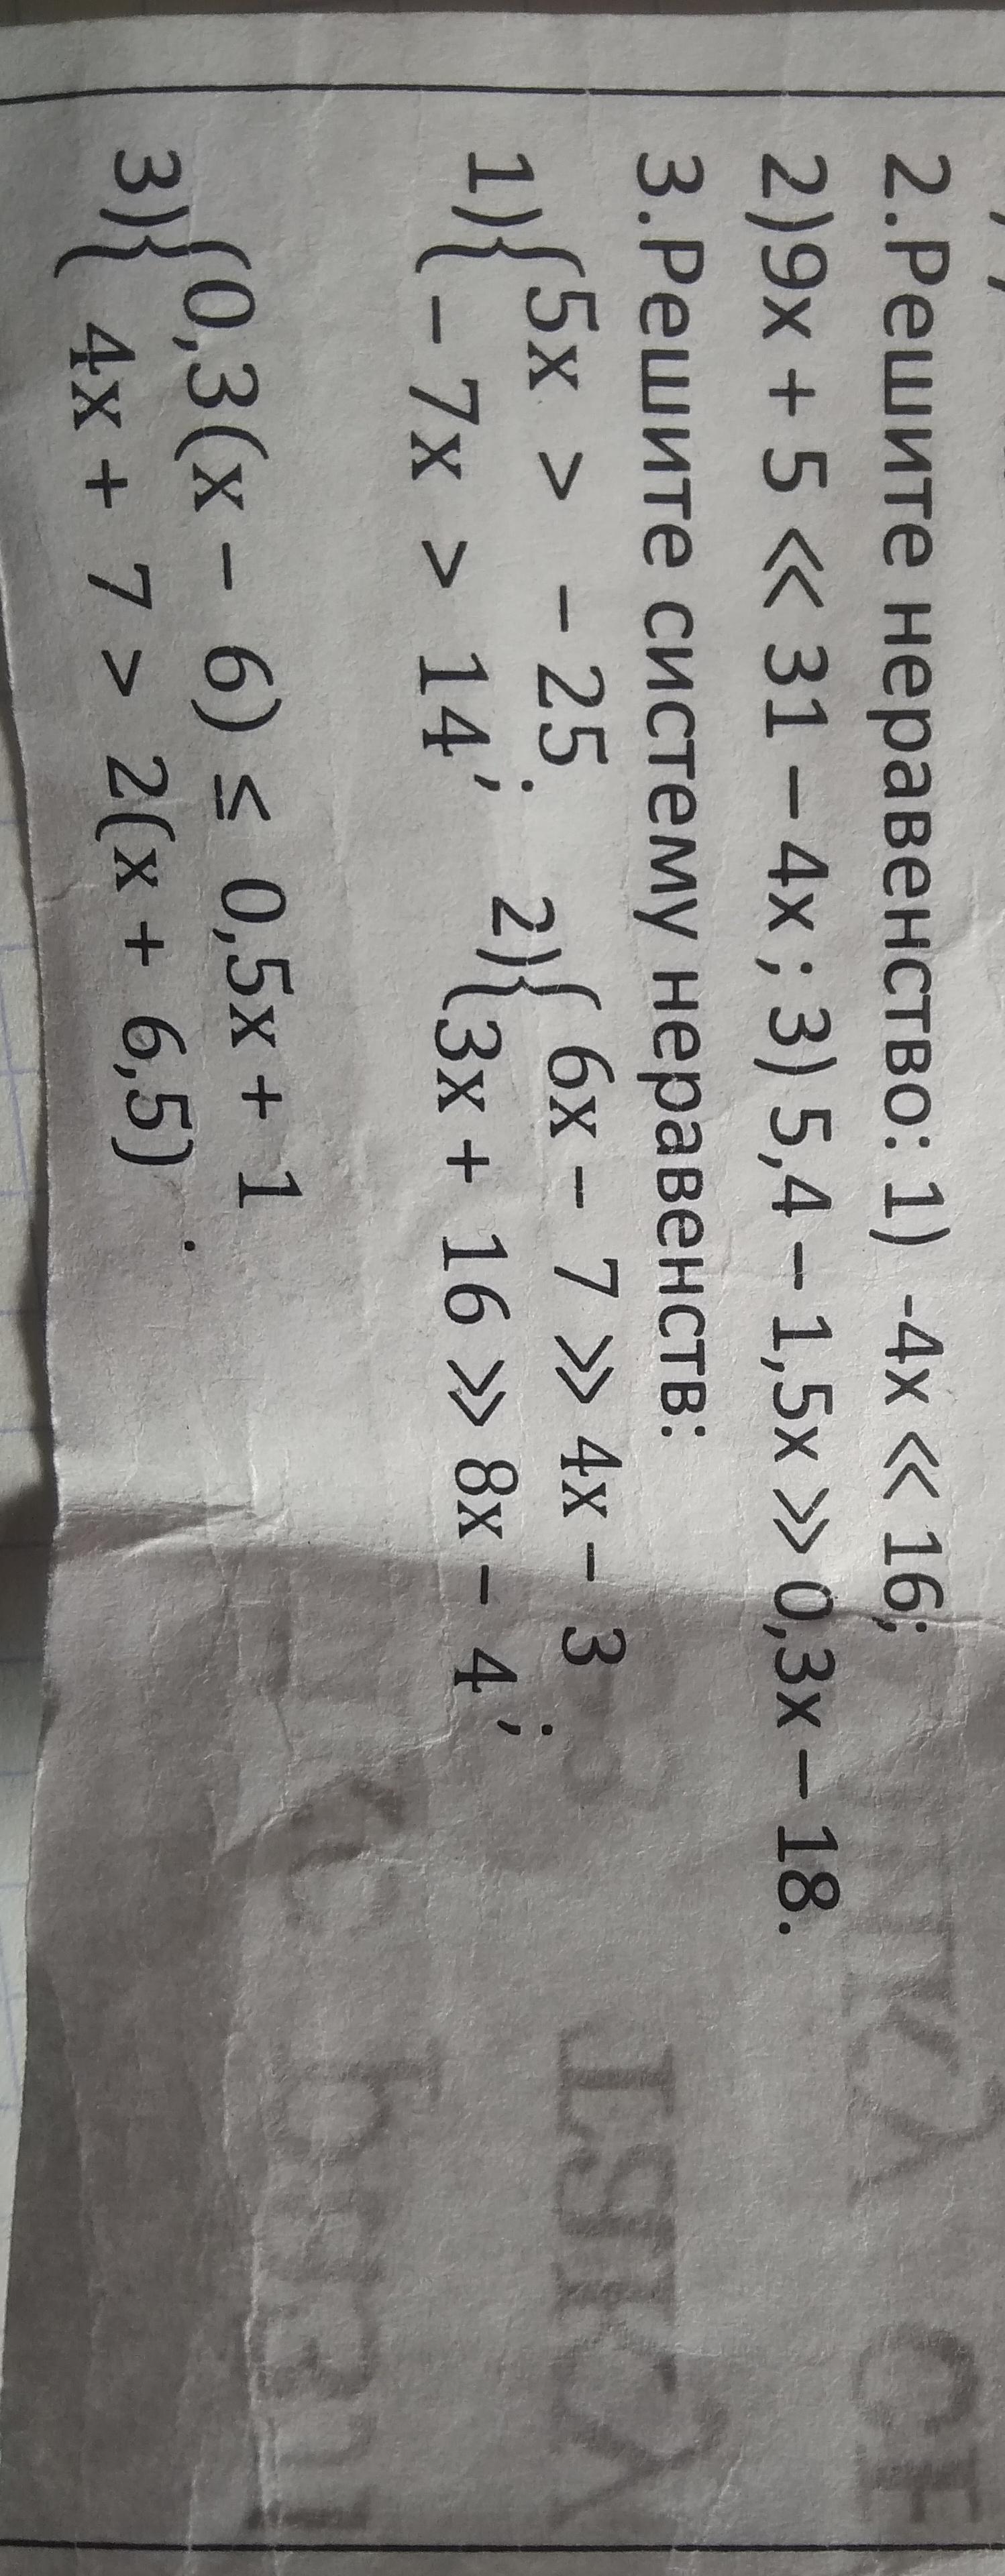 2.Решите неравенство: 1) -4x ≪ 16;
2)9x + 5 ≪ 31 – 4x ; 3) 5,4 – 1,5x ≫ 0,3x – 18.
3.Решите систему неравенств:
1){5x > − 25
− 7x > 14 ;
2){6x − 7 ≫ 4x − 3
3x + 16 ≫ 8x − 4 ;
3){0,3(x − 6) ≤ 0,5x + 1
4x + 7 > 2(x + 6,5) .